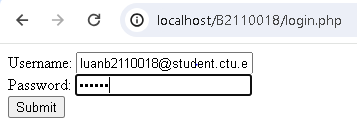 localhost/B2110018/login.php
Username: luanb2110018@student.ctu.e
Password: ••••••
Submit